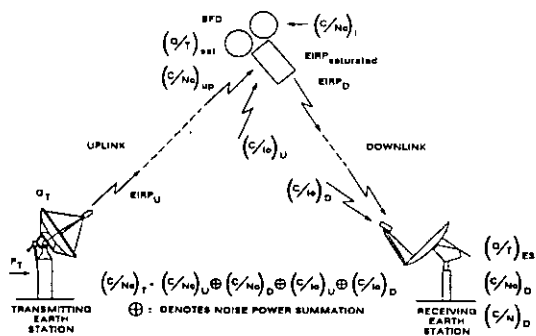 SFD
(C/No)I
(G/T)sat
EIRPsaturated
(C/No)up
EIRPD
UPLINK
(C/Io)U
DOWNLINK
GT
EIRPU
(C/Io)D
PT
(G/T)ES
(C/No)T - (C/No)U ⊕ (C/No)D ⊕ (C/Io)U ⊕ (C/Io)D
(C/No)D
⊕ : DENOTES NOISE POWER SUMMATION
TRANSMITTING
EARTH
STATION
RECEIVING
EARTH
STATION
(C/N)D